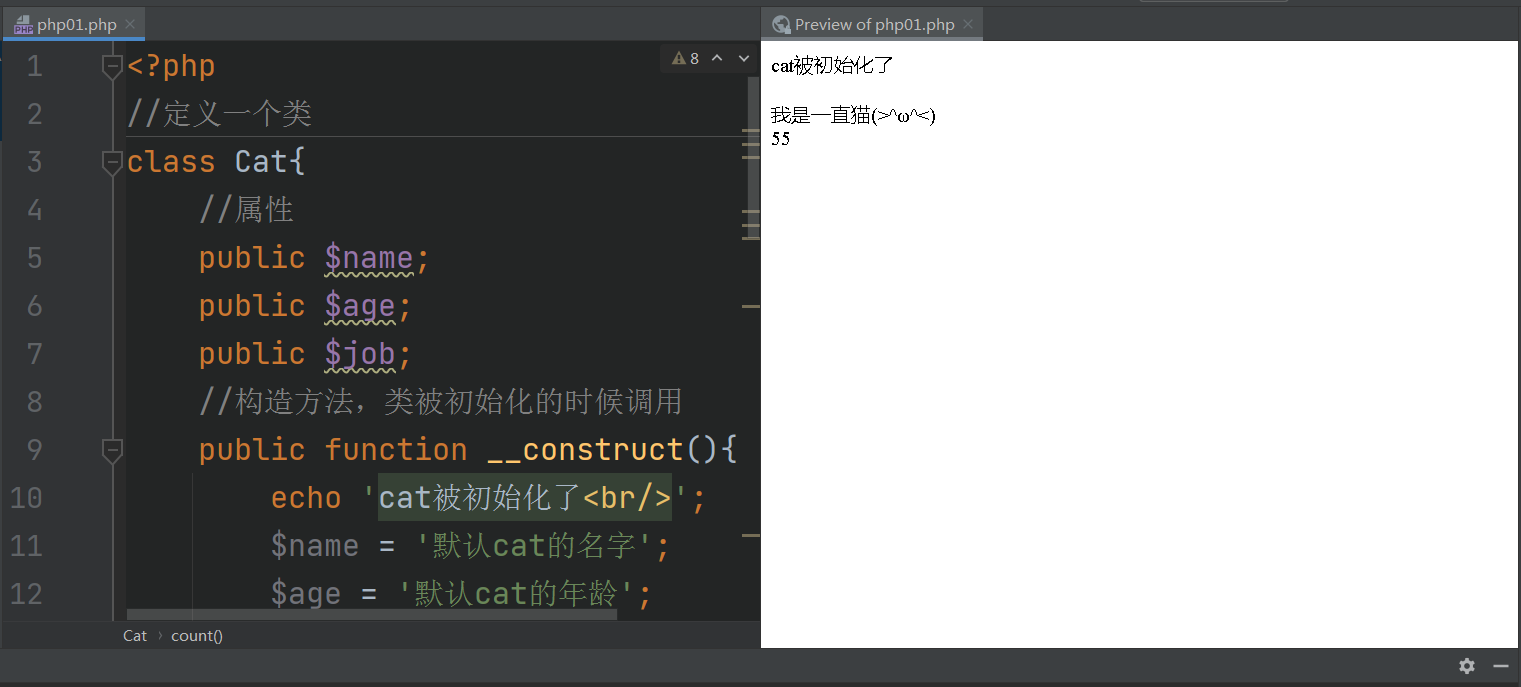 php01.php
Preview of php01.php
8
1 <?php
2 //定义一个类
3 class Cat{
4 //属性
5 public $name;
6 public $age;
7 public $job;
8 //构造方法，类被初始化的时候调用
9 public function __construct(){
10 echo 'cat被初始化了<br/>';
11 $name = '默认cat的名字';
12 $age = '默认cat的年龄';
Cat › count()
cat被初始化了
我是一直猫(>^ω^<)
55